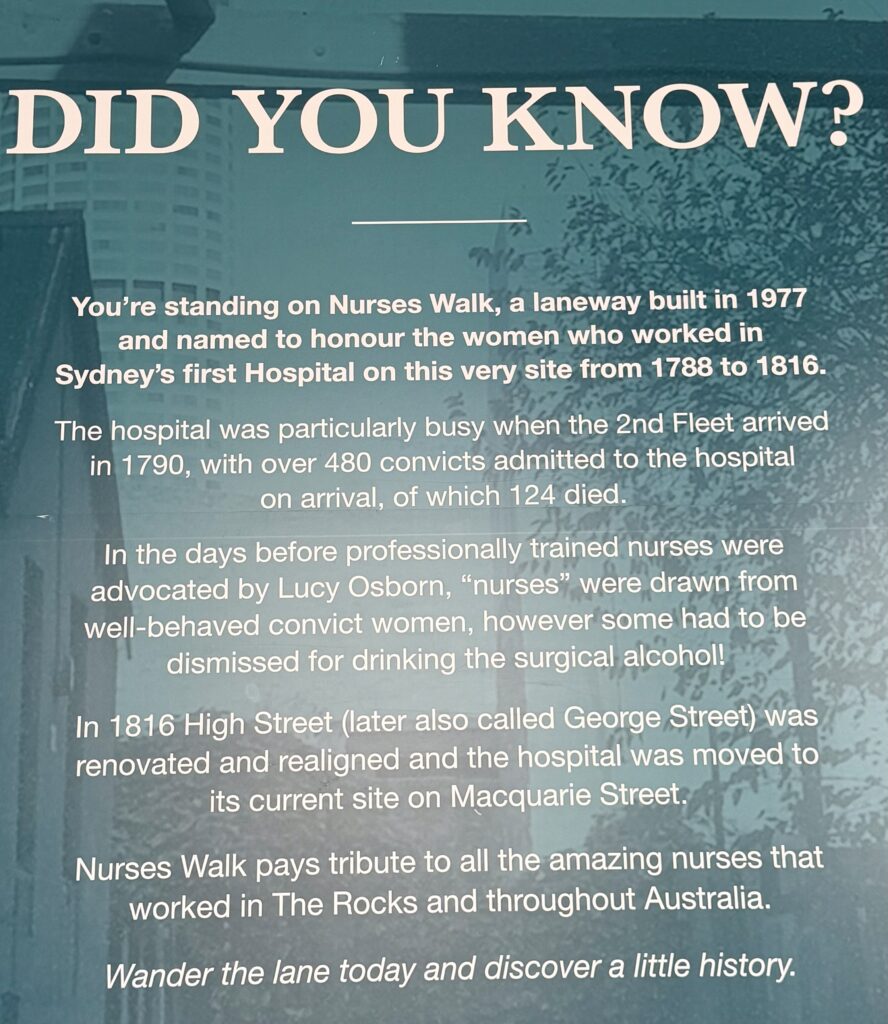 DID YOU KNOW?
You're standing on Nurses Walk, a laneway built in 1977
and named to honour the women who worked in
Sydney's first Hospital on this very site from 1788 to 1816.
The hospital was particularly busy when the 2nd Fleet arrived
in 1790, with over 480 convicts admitted to the hospital
on arrival, of which 124 died.
In the days before professionally trained nurses were
advocated by Lucy Osborn, “nurses” were drawn from
well-behaved convict women, however some had to be
dismissed for drinking the surgical alcohol!
In 1816 High Street (later also called George Street) was
renovated and realigned and the hospital was moved to
its current site on Macquarie Street.
Nurses Walk pays tribute to all the amazing nurses that
worked in The Rocks and throughout Australia.
Wander the lane today and discover a little history.